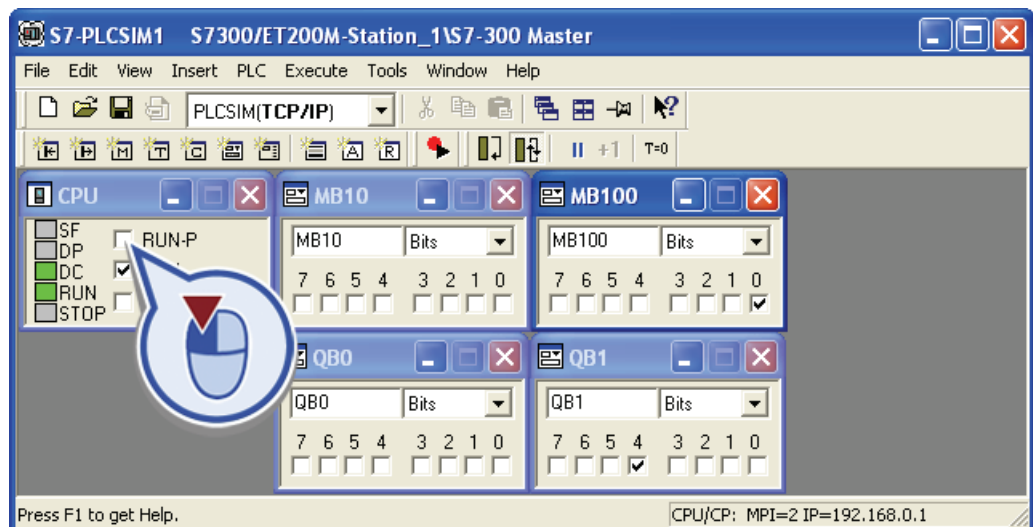 S7-PLCSIM1 S7300/ET200M-Station_1\S7-300 Master
File Edit View Insert PLC Execute Tools Window Help
PLCSIM(TCP/IP)
+1 T=0
CPU
SF
DP
DC
RUN
STOP
RUN-P
MB10
MB10 Bits
7 6 5 4 3 2 1 0
MB100
MB100 Bits
7 6 5 4 3 2 1 0
QB0
QB0 Bits
7 6 5 4 3 2 1 0
QB1
QB1 Bits
7 6 5 4 3 2 1 0
Press F1 to get Help.
CPU/CP: MPI=2 IP=192.168.0.1